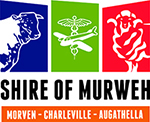 SHIRE OF MURWEH
MORVEN - CHARLEVILLE - AUGATHELLA